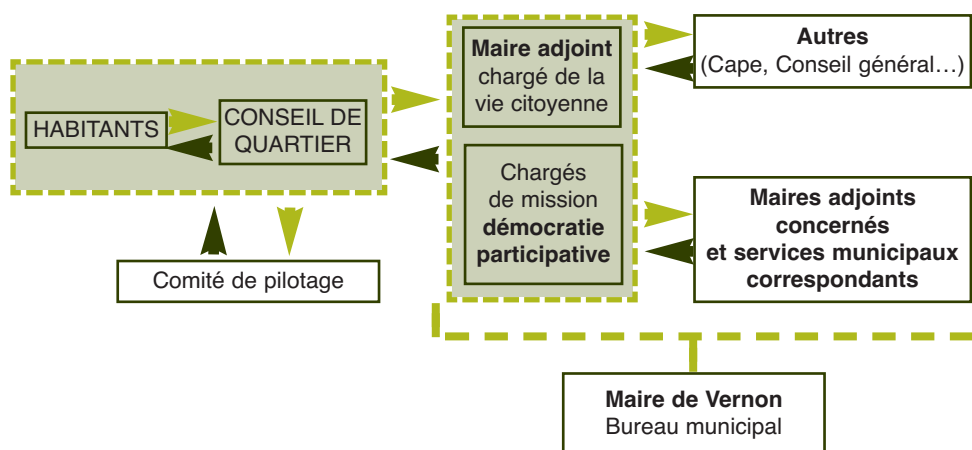 HABITANTS
CONSEIL DE
QUARTIER
Comité de pilotage
Maire adjoint
chargé de la
vie citoyenne
Chargés
de mission
démocratie
participative
Autres
(Cape, Conseil général…)
Maires adjoints
concernés
et services municipaux
correspondants
Maire de Vernon
Bureau municipal